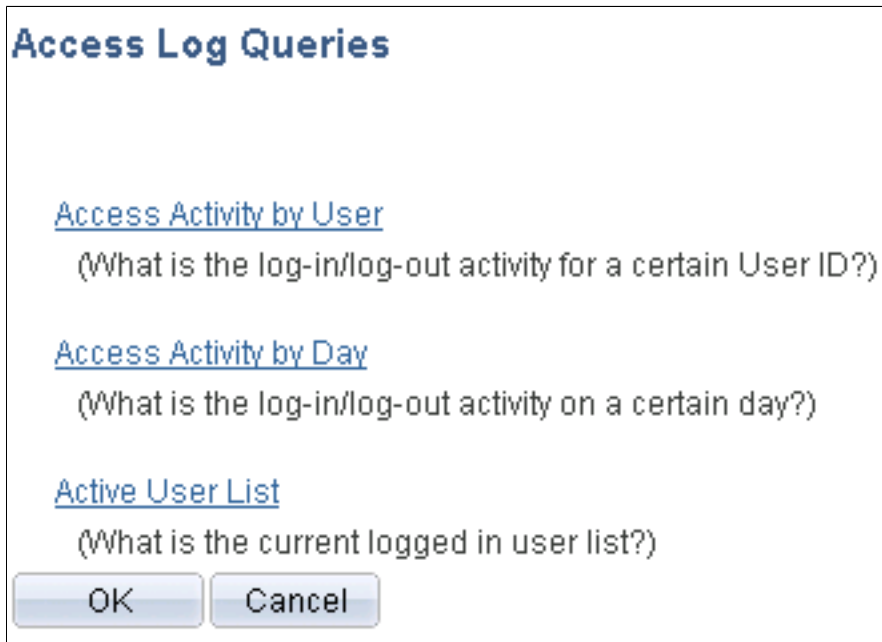 Access Log Queries
Access Activity by User
(What is the log-in/log-out activity for a certain User ID?)
Access Activity by Day
(What is the log-in/log-out activity on a certain day?)
Active User List
(What is the current logged in user list?)
OK Cancel